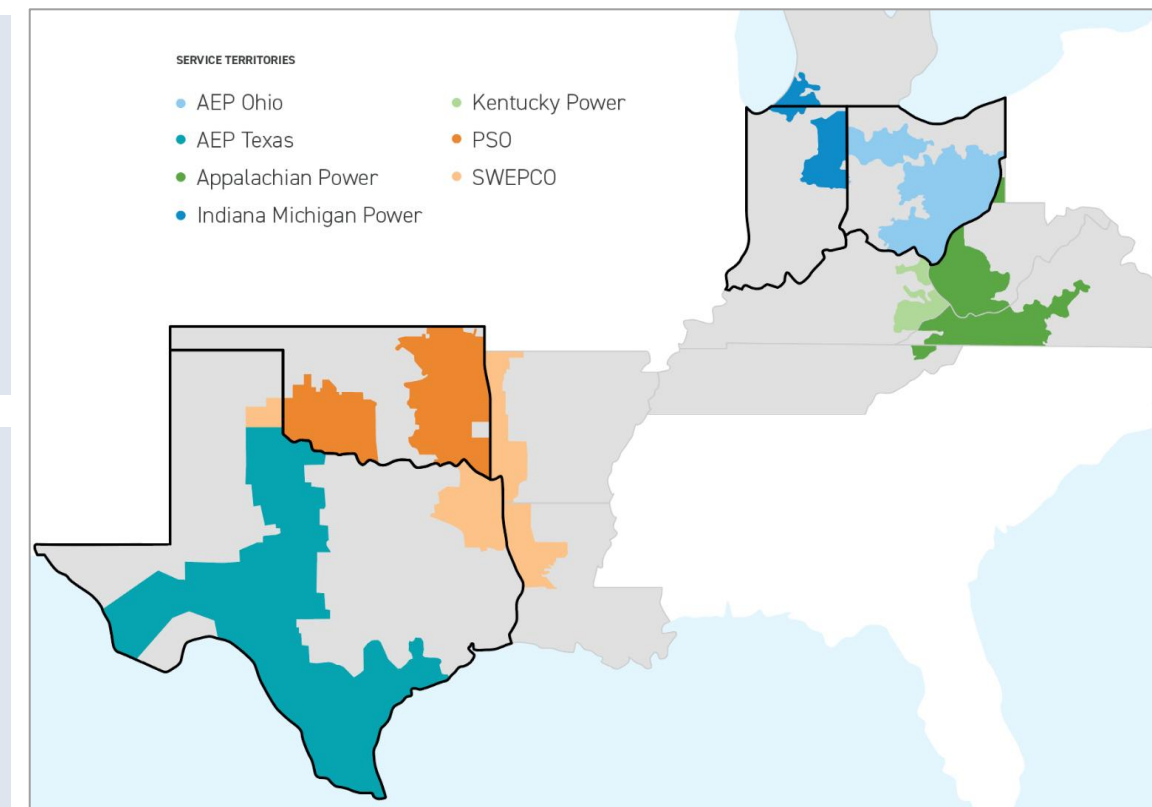 SERVICE TERRITORIES
AEP Ohio
AEP Texas
Appalachian Power
Indiana Michigan Power
Kentucky Power
PSO
SWEPCO